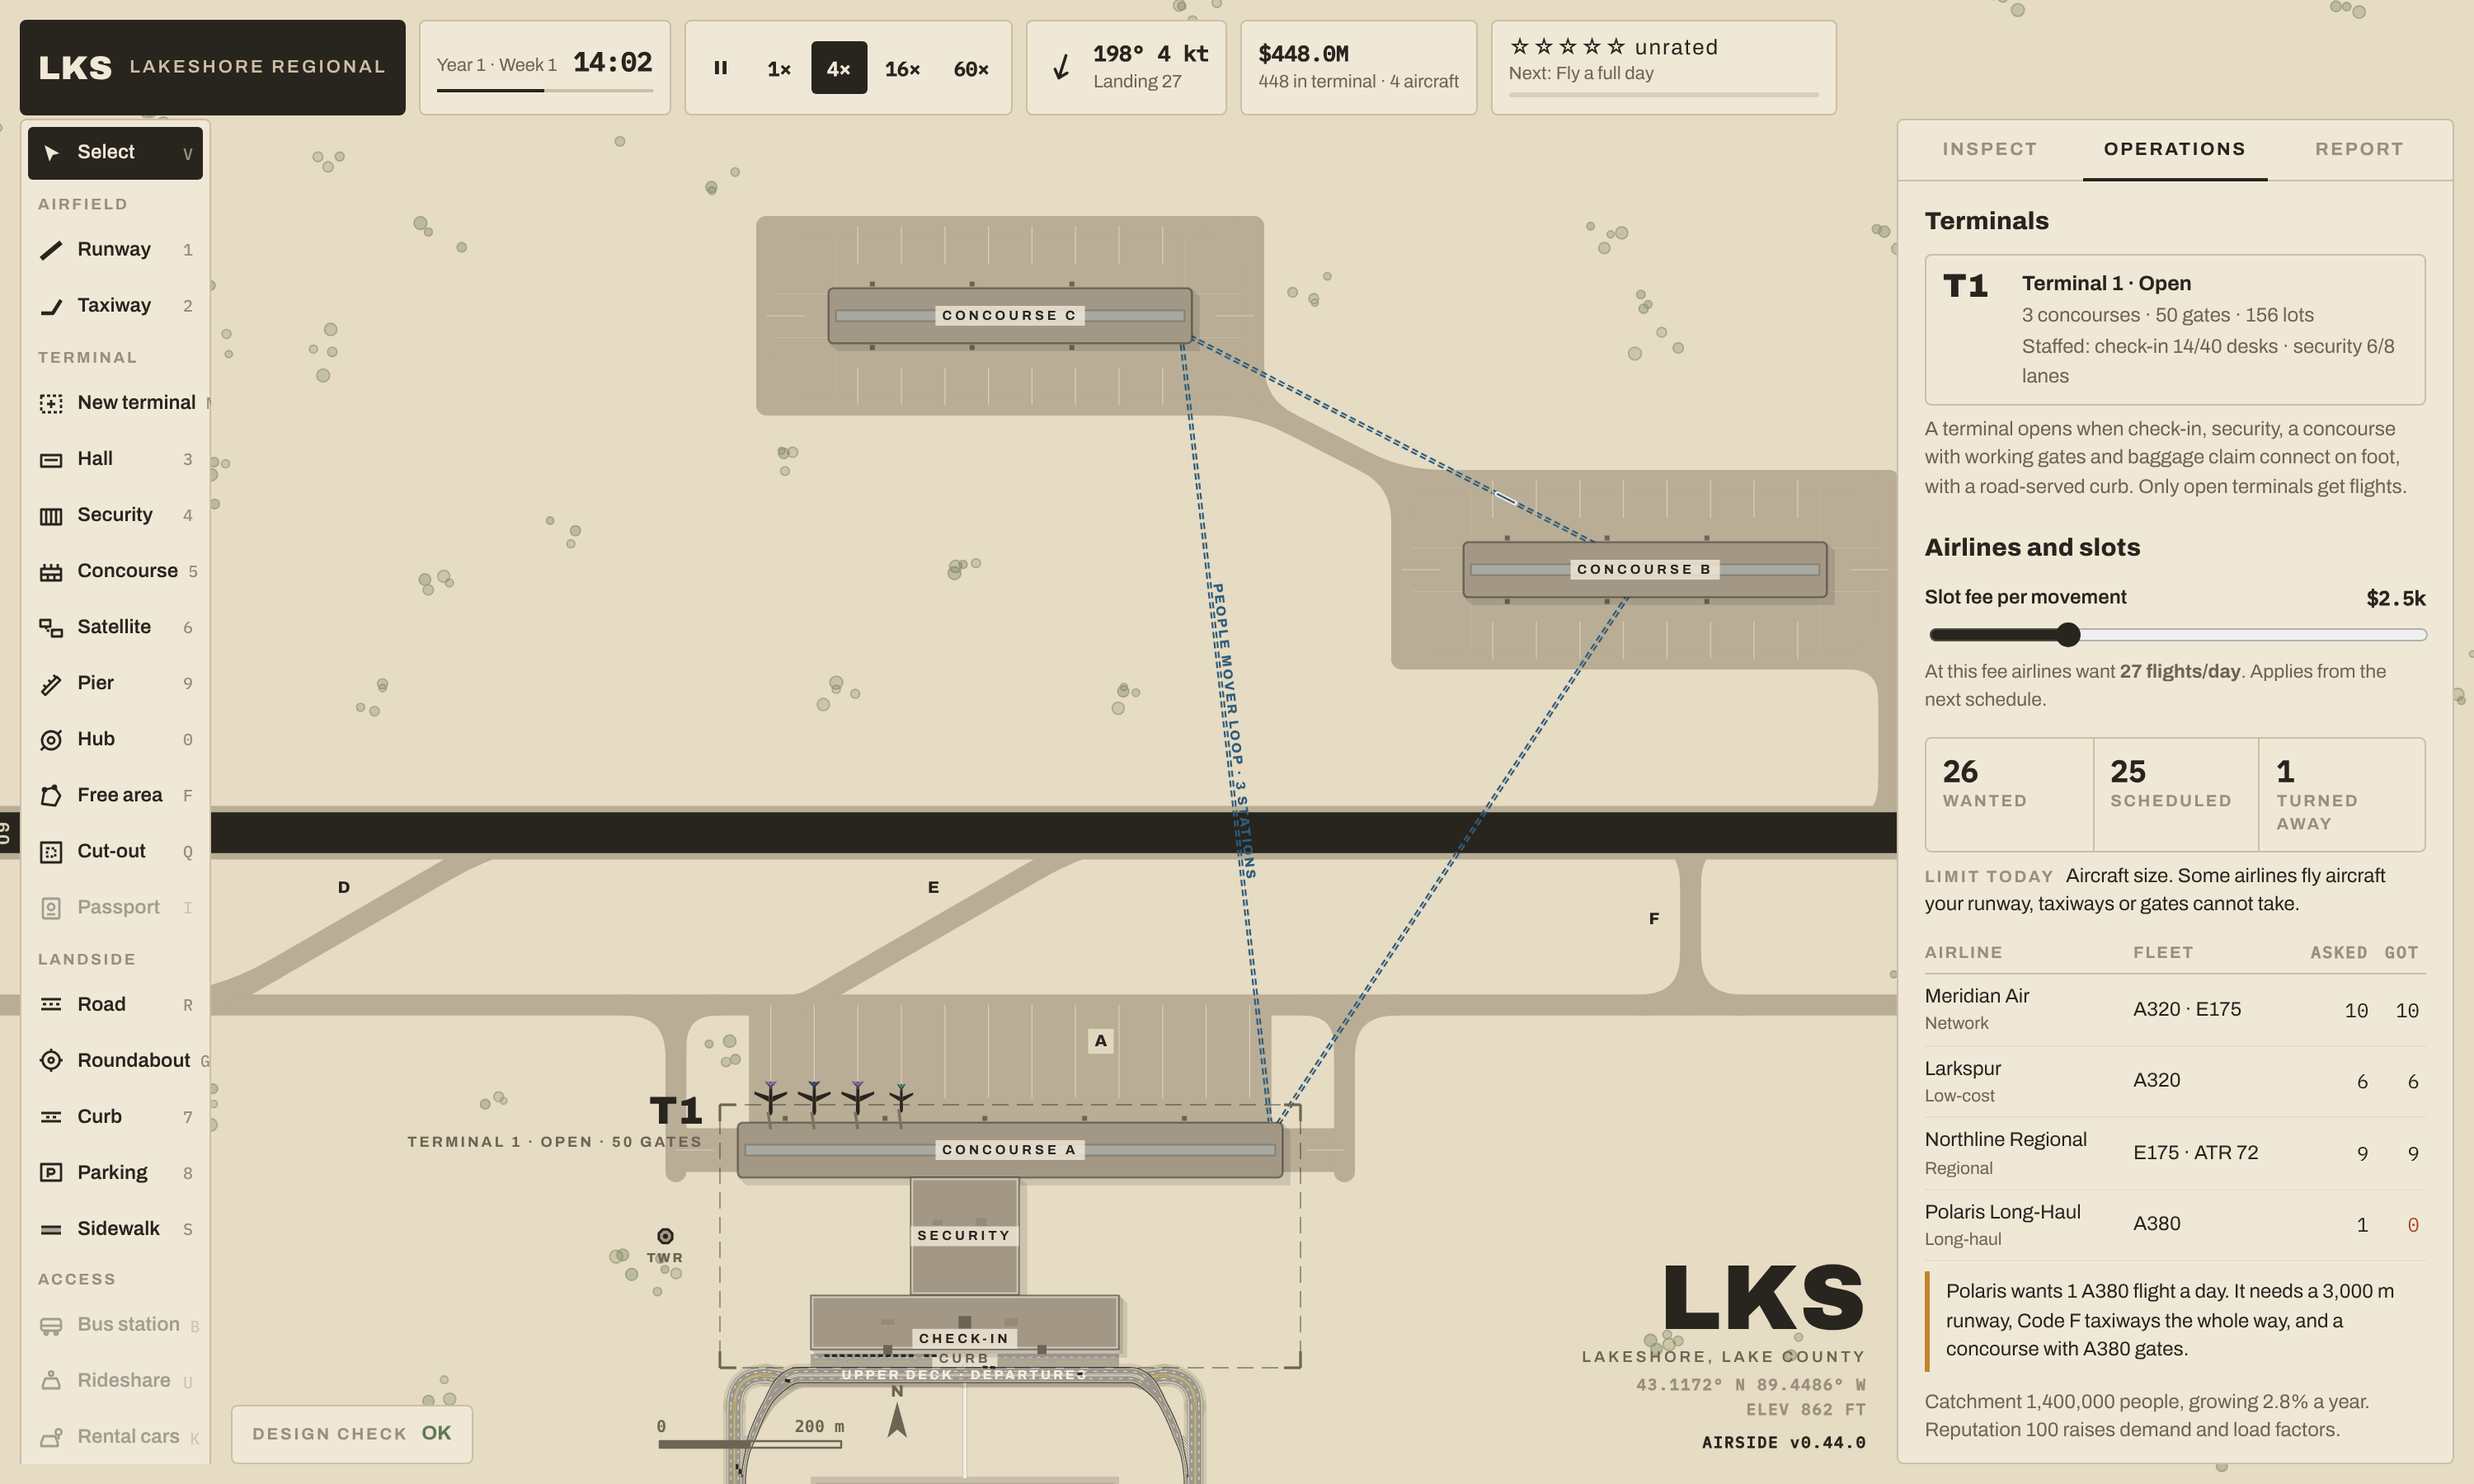 LKS LAKESHORE REGIONAL
Year 1 · Week 1 14:02
1× 4× 16× 60×
198° 4 kt
Landing 27
$448.0M
448 in terminal · 4 aircraft
☆☆☆☆☆ unrated
Next: Fly a full day
Select V
AIRFIELD
Runway 1
Taxiway 2
TERMINAL
New terminal
Hall 3
Security 4
Concourse 5
Satellite 6
Pier 9
Hub 0
Free area F
Cut-out Q
Passport I
LANDSIDE
Road R
Roundabout G
Curb 7
Parking 8
Sidewalk S
ACCESS
Bus station B
Rideshare U
Rental cars K
CONCOURSE C
CONCOURSE B
PEOPLE MOVER LOOP · 3 STATIONS
09
D
E
F
A
T1
TERMINAL 1 · OPEN · 50 GATES
CONCOURSE A
SECURITY
TWR
CHECK-IN
CURB
UPPER DECK · DEPARTURES
N
0 200 m
DESIGN CHECK OK
LKS
LAKESHORE, LAKE COUNTY
43.1172° N 89.4486° W
ELEV 862 FT
AIRSIDE v0.44.0
INSPECT OPERATIONS REPORT
Terminals
T1 Terminal 1 · Open
3 concourses · 50 gates · 156 lots
Staffed: check-in 14/40 desks · security 6/8
lanes
A terminal opens when check-in, security, a concourse
with working gates and baggage claim connect on foot,
with a road-served curb. Only open terminals get flights.
Airlines and slots
Slot fee per movement $2.5k
At this fee airlines want 27 flights/day. Applies from the
next schedule.
26 WANTED
25 SCHEDULED
1 TURNED
AWAY
LIMIT TODAY Aircraft size. Some airlines fly aircraft
your runway, taxiways or gates cannot take.
AIRLINE FLEET ASKED GOT
Meridian Air A320 · E175 10 10
Network
Larkspur A320 6 6
Low-cost
Northline Regional E175 · ATR 72 9 9
Regional
Polaris Long-Haul A380 1 0
Long-haul
Polaris wants 1 A380 flight a day. It needs a 3,000 m
runway, Code F taxiways the whole way, and a
concourse with A380 gates.
Catchment 1,400,000 people, growing 2.8% a year.
Reputation 100 raises demand and load factors.